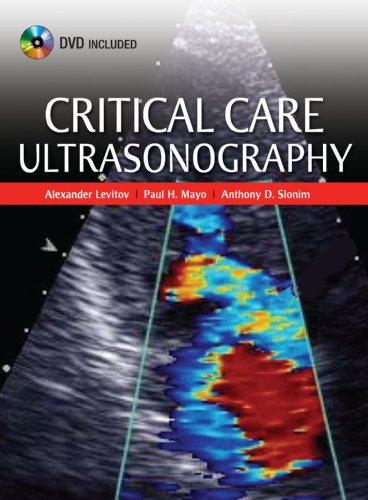 DVD INCLUDED
CRITICAL CARE
ULTRASONOGRAPHY
Alexander Levitov | Paul H. Mayo | Anthony D. Slonim